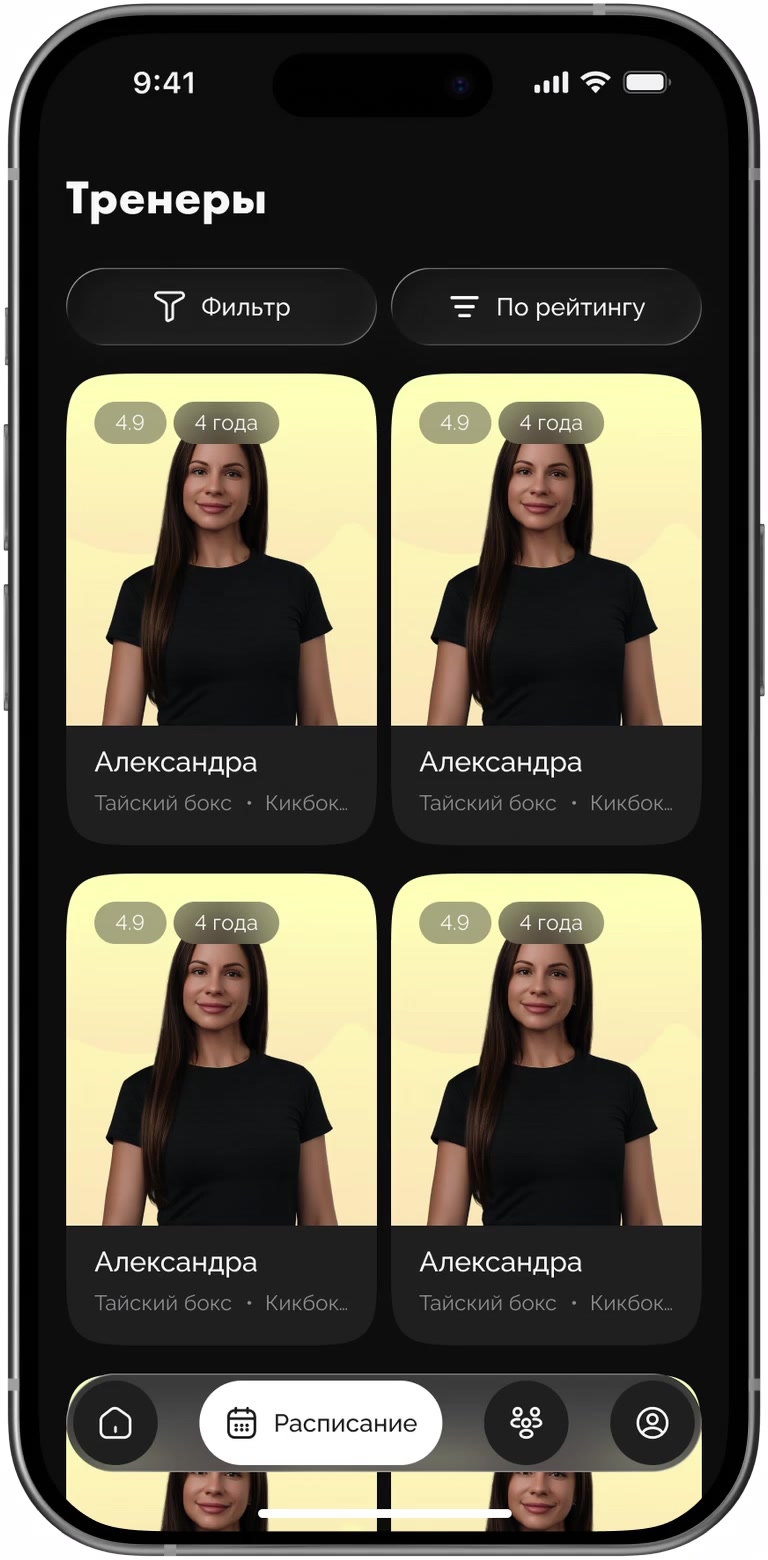 9:41
Тренеры
Фильтр По рейтингу
4.9 4 года 4.9 4 года
Александра Александра
Тайский бокс • Кикбок... Тайский бокс • Кикбок...
4.9 4 года 4.9 4 года
Александра Александра
Тайский бокс • Кикбок... Тайский бокс • Кикбок...
Расписание